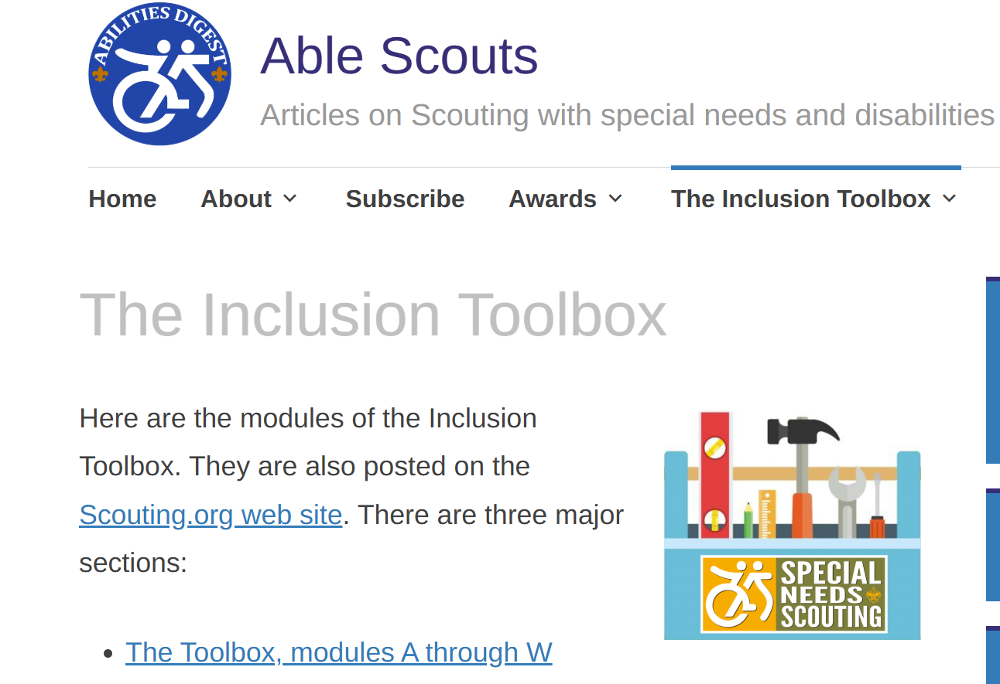 ABILITIES DIGEST
Able Scouts
Articles on Scouting with special needs and disabilities
Home About Subscribe Awards The Inclusion Toolbox
The Inclusion Toolbox
Here are the modules of the Inclusion
Toolbox. They are also posted on the
Scouting.org web site. There are three major
sections:
SPECIAL
NEEDS
SCOUTING
• The Toolbox, modules A through W